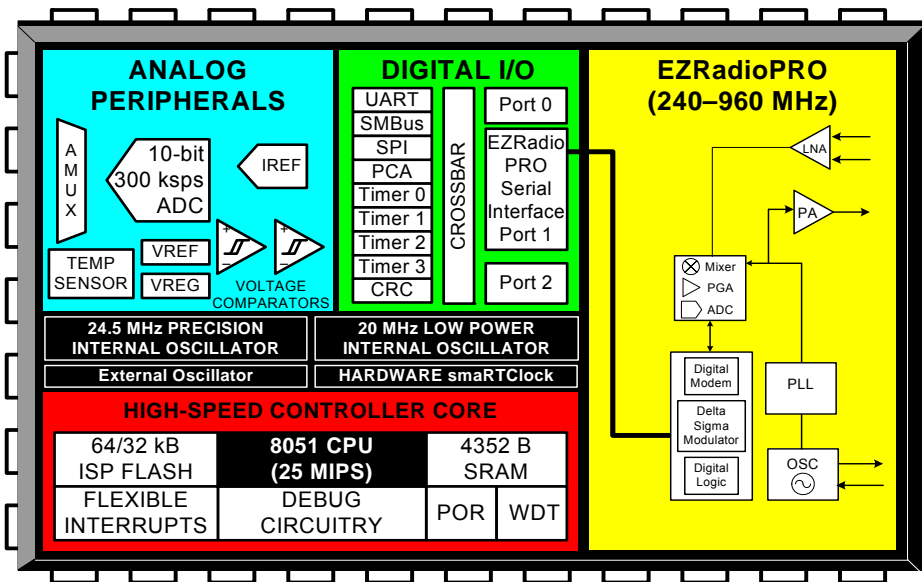 ANALOG
PERIPHERALS
A
M
U
X
10-bit
300 ksps
ADC
IREF
TEMP
SENSOR
VREF
VREG
+
−
+
−
VOLTAGE
COMPARATORS
DIGITAL I/O
UART
SMBus
SPI
PCA
Timer 0
Timer 1
Timer 2
Timer 3
CRC
CROSSBAR
Port 0
EZRadio
PRO
Serial
Interface
Port 1
Port 2
EZRadioPRO
(240–960 MHz)
LNA
PA
Mixer
PGA
ADC
Digital
Modem
Delta
Sigma
Modulator
Digital
Logic
PLL
OSC
24.5 MHz PRECISION
INTERNAL OSCILLATOR
20 MHz LOW POWER
INTERNAL OSCILLATOR
External Oscillator
HARDWARE smaRTClock
HIGH-SPEED CONTROLLER CORE
64/32 kB
ISP FLASH
8051 CPU
(25 MIPS)
4352 B
SRAM
FLEXIBLE
INTERRUPTS
DEBUG
CIRCUITRY
POR
WDT